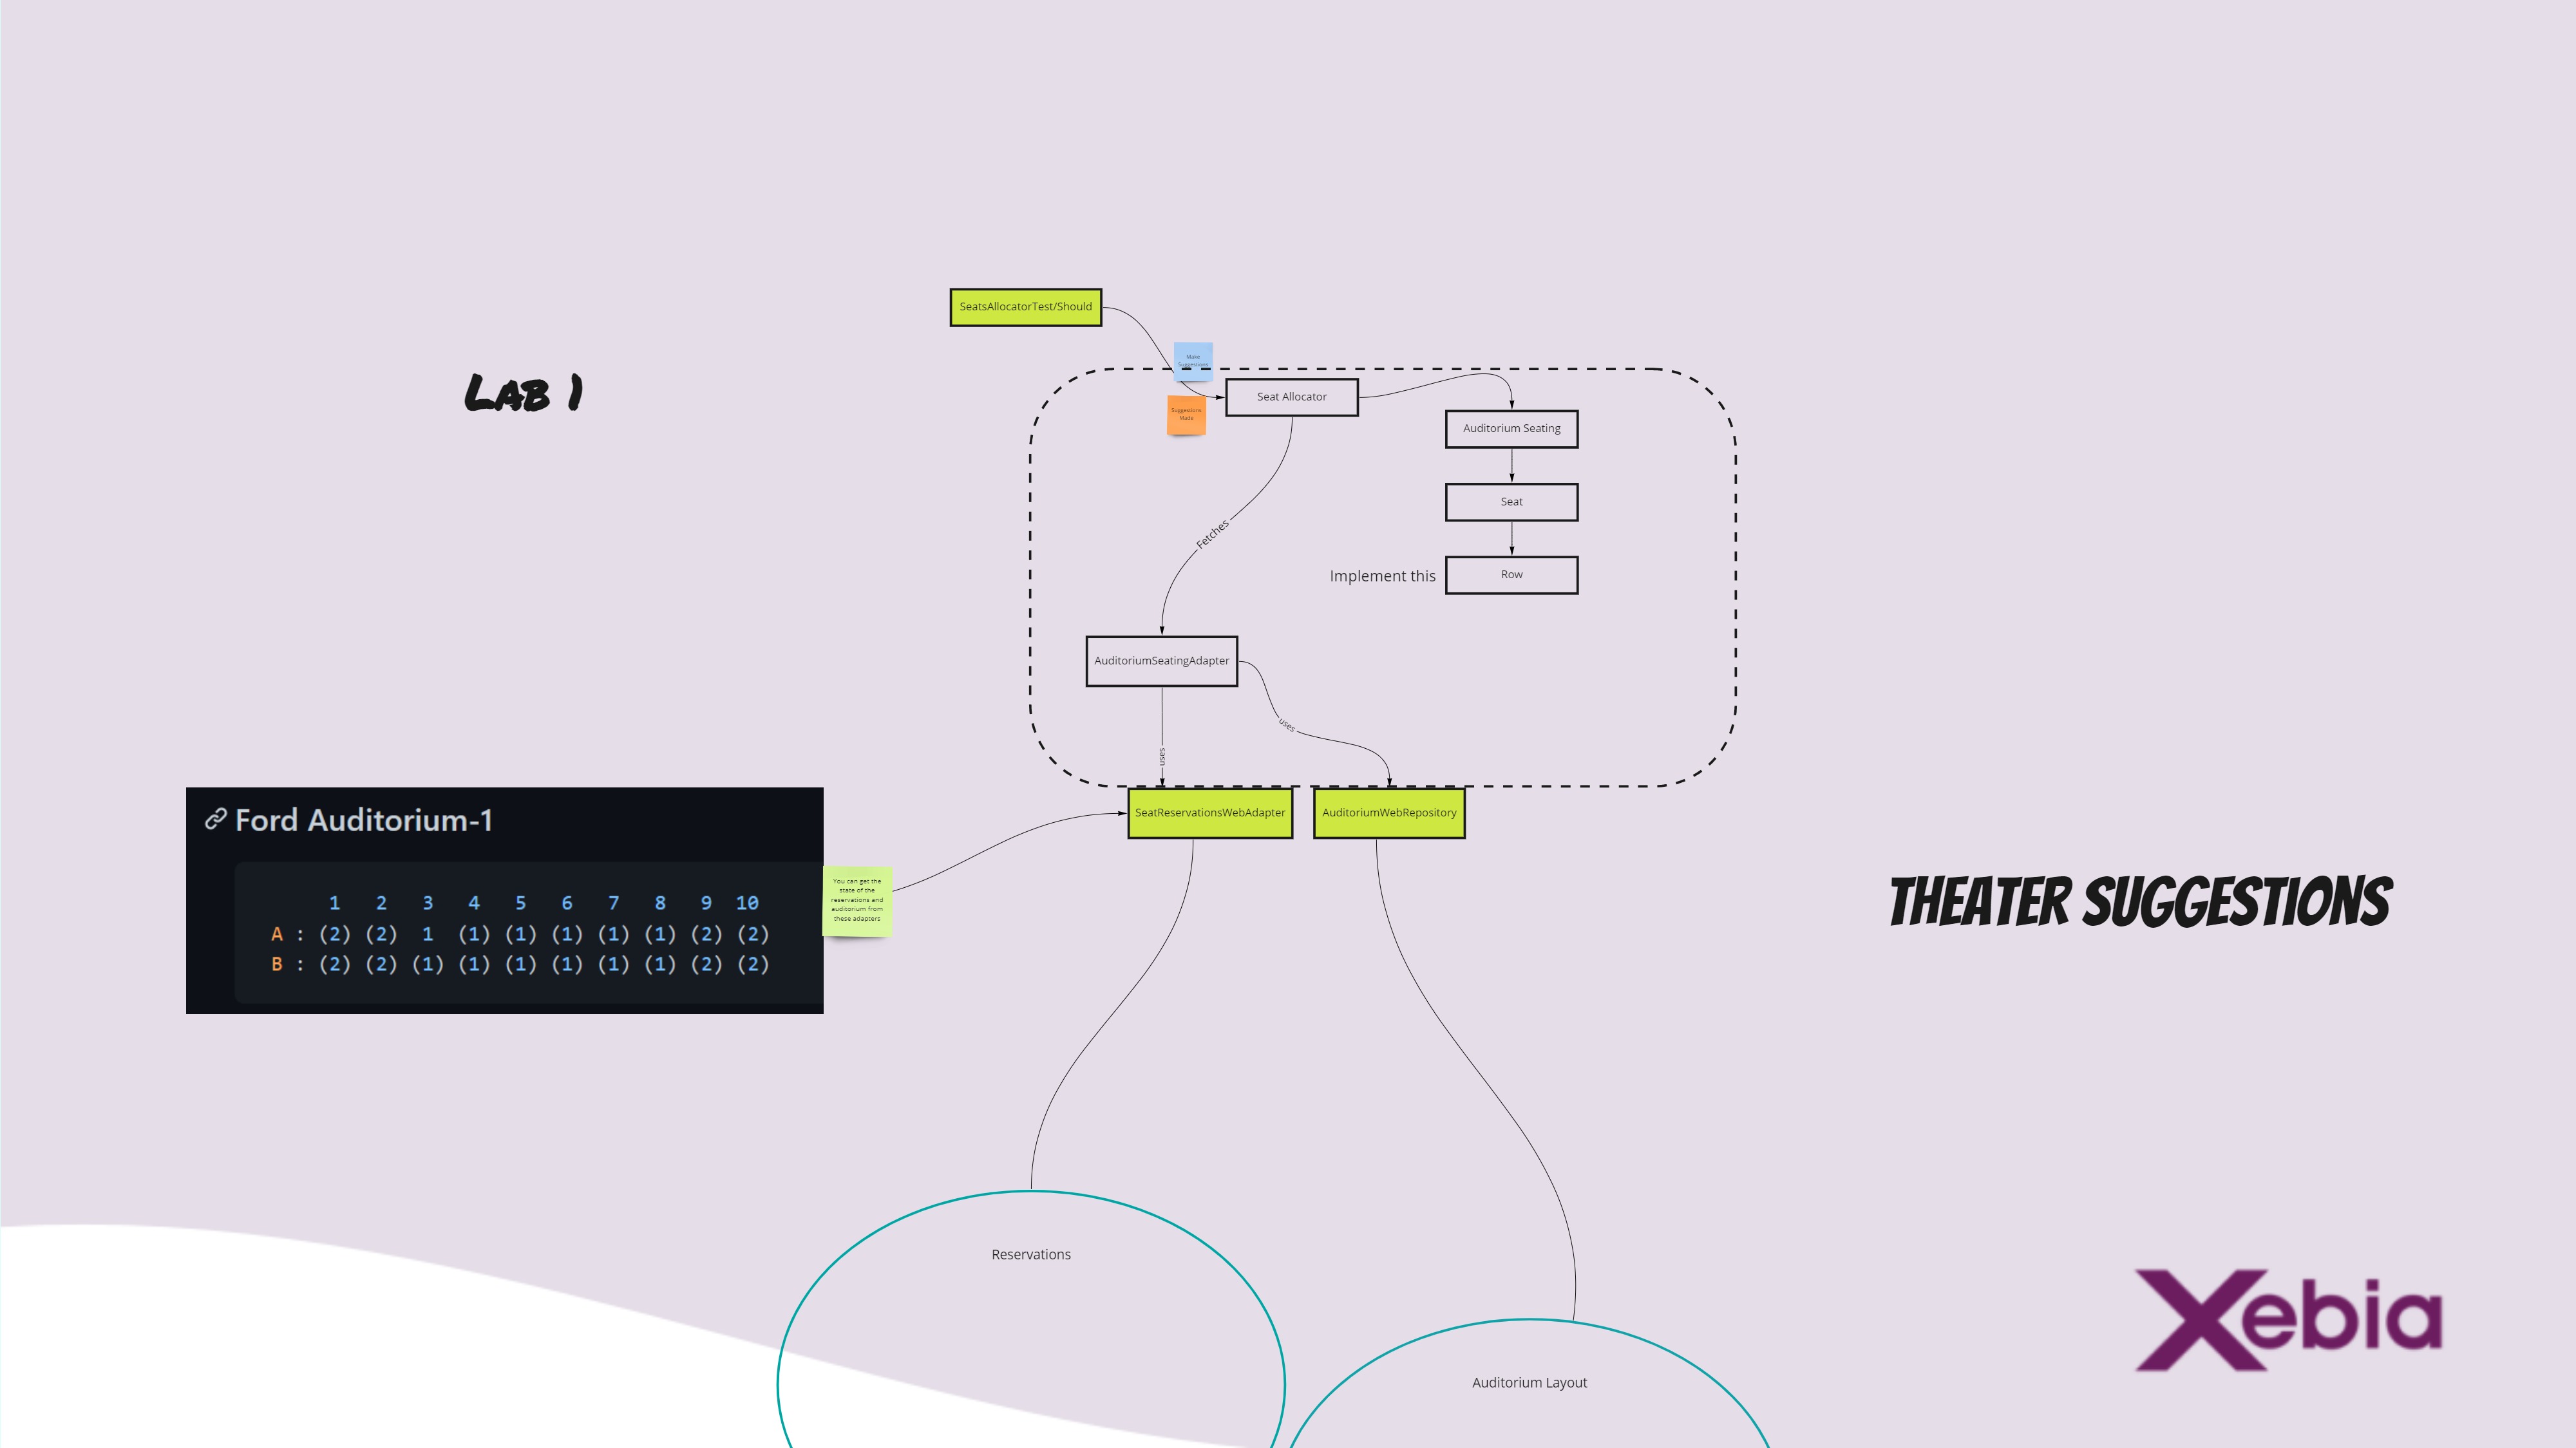 SeatsAllocatorTest/Should
Make
Suggestions
Lab 1
Seat Allocator
Suggestions
Made
Auditorium Seating
Seat
Fetches
Implement this
Row
AuditoriumSeatingAdapter
uses
uses
SeatReservationsWebAdapter
AuditoriumWebRepository
Ford Auditorium-1
1 2 3 4 5 6 7 8 9 10
A : (2) (2) 1 (1) (1) (1) (1) (1) (2) (2)
B : (2) (2) (1) (1) (1) (1) (1) (1) (2) (2)
You can get the
state of the
reservations and
auditorium from
these adapters
THEATER SUGGESTIONS
Reservations
Auditorium Layout
Xebia